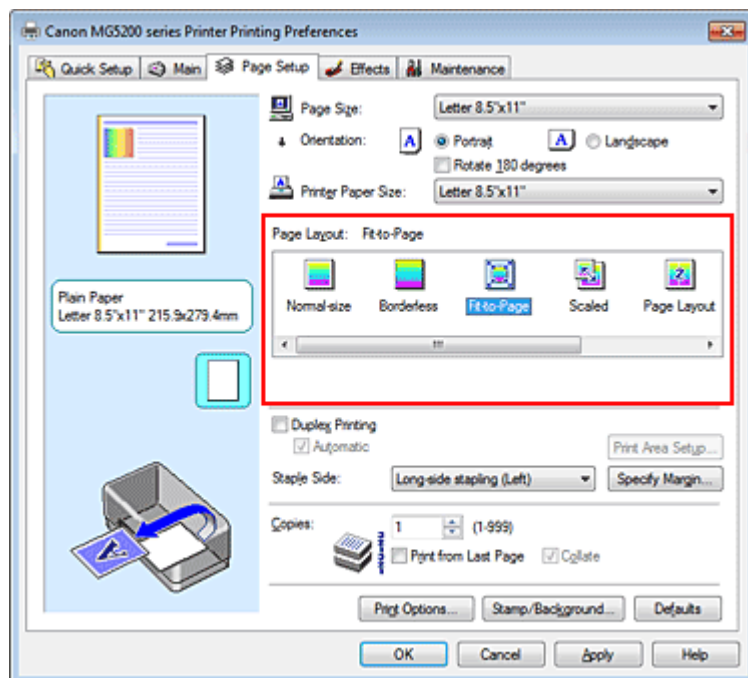 Canon MG5200 series Printer Printing Preferences
Quick Setup Main Page Setup Effects Maintenance
Page Size: Letter 8.5"x11"
Orientation: A Portrait A Landscape
Rotate 180 degrees
Printer Paper Size: Letter 8.5"x11"
Page Layout: Fit-to-Page
Normal-size Borderless Fit-to-Page Scaled Page Layout
Plain Paper
Letter 8.5"x11" 215.9x279.4mm
Duplex Printing
Automatic
Print Area Setup...
Staple Side: Long-side stapling (Left) Specify Margin...
Copies: 1 (1-999)
Print from Last Page Collate
Print Options... Stamp/Background... Defaults
OK Cancel Apply Help